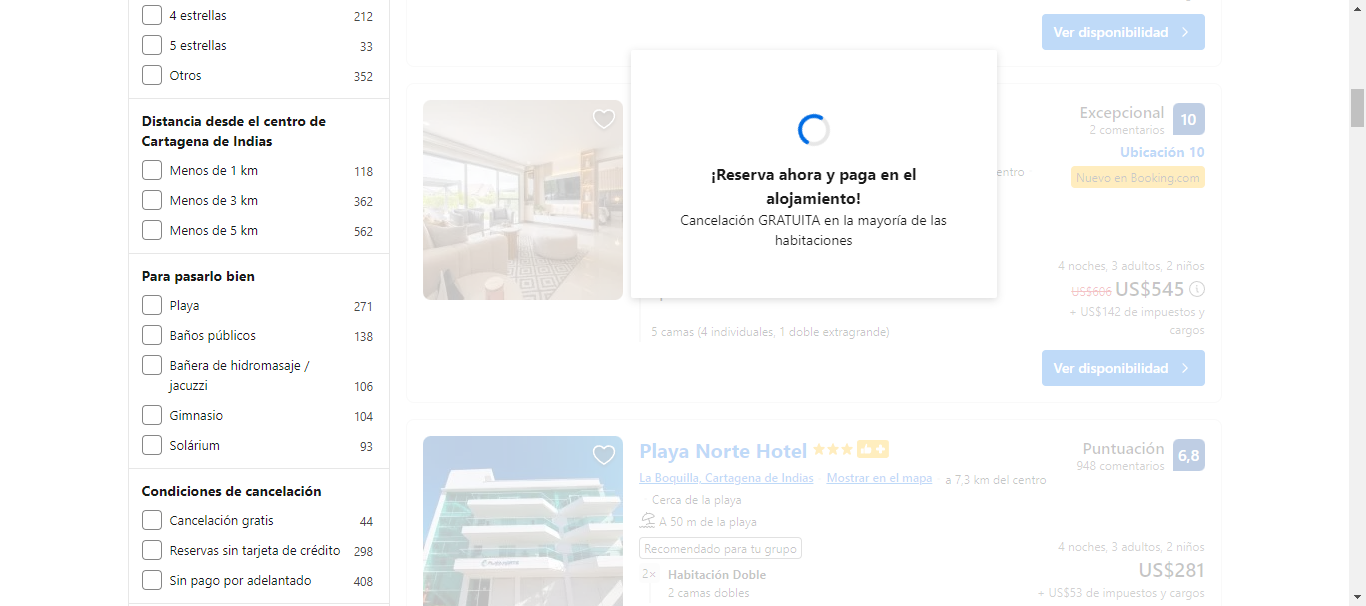 4 estrellas 212
5 estrellas 33
Otros 352
Distancia desde el centro de
Cartagena de Indias
Menos de 1 km 118
Menos de 3 km 362
Menos de 5 km 562
Para pasarlo bien
Playa 271
Baños públicos 138
Bañera de hidromasaje /
jacuzzi 106
Gimnasio 104
Solárium 93
Condiciones de cancelación
Cancelación gratis 44
Reservas sin tarjeta de crédito 298
Sin pago por adelantado 408
Ver disponibilidad
¡Reserva ahora y paga en el
alojamiento!
Cancelación GRATUITA en la mayoría de las
habitaciones
Excepcional 10
2 comentarios
Ubicación 10
entro
Nuevo en Booking.com
4 noches, 3 adultos, 2 niños
US$606 US$545
+ US$142 de impuestos y
cargos
5 camas (4 individuales, 1 doble extragrande)
Ver disponibilidad
Playa Norte Hotel
La Boquilla, Cartagena de Indias · Mostrar en el mapa a 7,3 km del centro
Cerca de la playa
A 50 m de la playa
Recomendado para tu grupo
2× Habitación Doble
2 camas dobles
Puntuación 6,8
948 comentarios
4 noches, 3 adultos, 2 niños
US$281
+ US$53 de impuestos y cargos